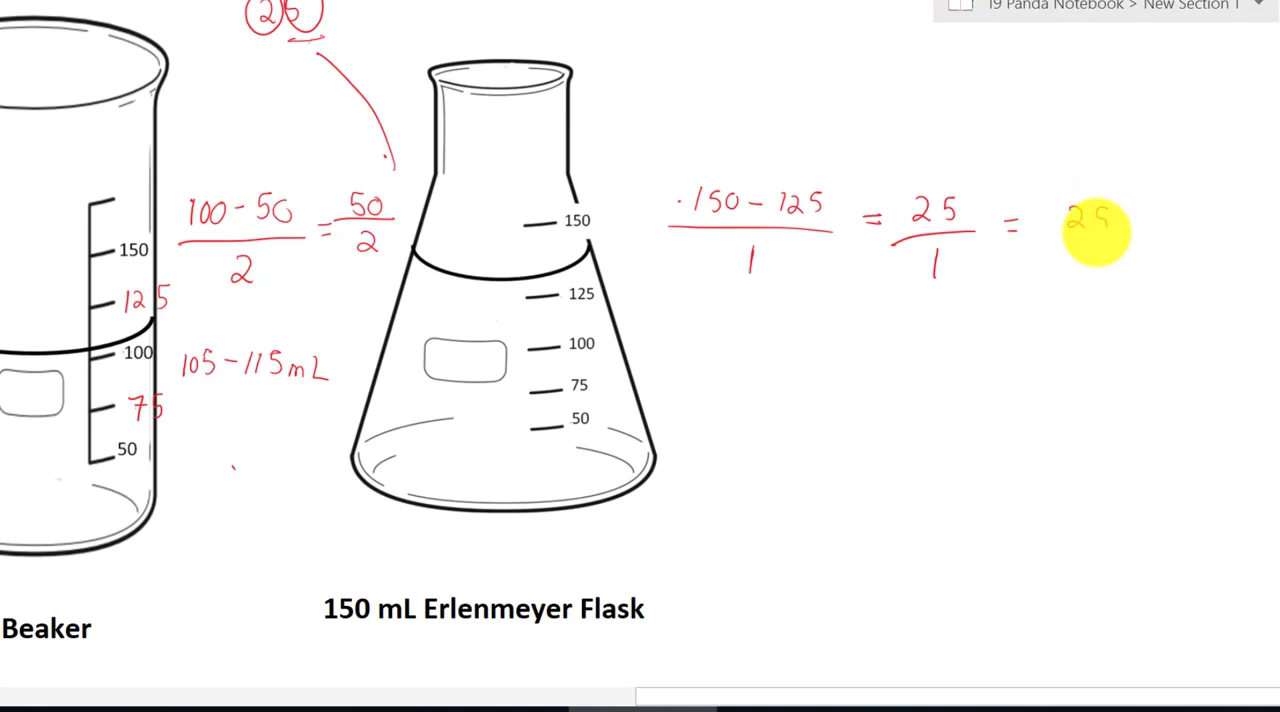 19 Panda Notebook > New Section 1
25
100 - 50 / 2 = 50 / 2
150
125
100
75
50
105 - 115 mL
150
125
100
75
50
150 - 125 / 1 = 25 / 1 = 25
Beaker
150 mL Erlenmeyer Flask